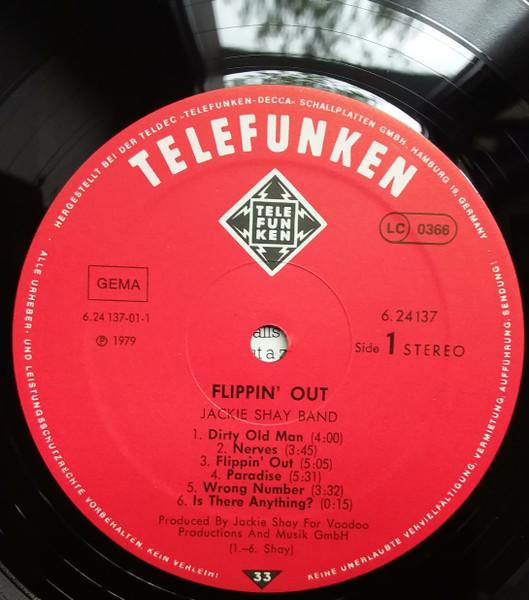 HERGESTELLT BEI DER TELDEC »TELEFUNKEN-DECCA« SCHALLPLATTEN GMBH, HAMBURG 19, GERMANY
TELEFUNKEN
TELE
FUN
KEN
LC 0366
GEMA
6.24 137-01-1
℗ 1979
6.24137
Side 1 STEREO
FLIPPIN' OUT
JACKIE SHAY BAND
1. Dirty Old Man (4:00)
2. Nerves (3:45)
3. Flippin' Out (5:05)
4. Paradise (5:31)
5. Wrong Number (3:32)
6. Is There Anything? (0:15)
Produced By Jackie Shay For Voodoo
Productions And Musik GmbH
(1.–6. Shay)
33
ALLE URHEBER- UND LEISTUNGSSCHUTZRECHTE VORBEHALTEN. KEIN VERLEIH!
KEINE UNERLAUBTE VERVIELFÄLTIGUNG, VERMIETUNG, AUFFÜHRUNG, SENDUNG!